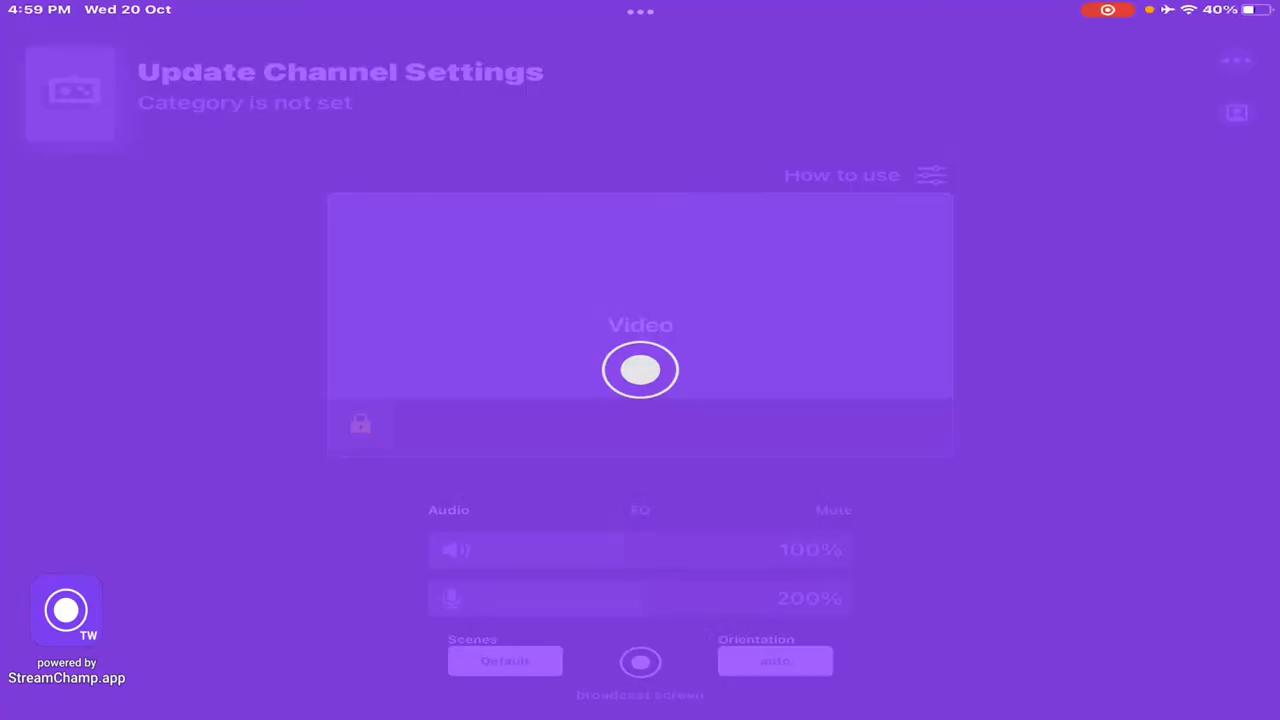 4:59 PM Wed 20 Oct
40%
Update Channel Settings
Category is not set
How to use
Video
Audio EQ Mute
100%
200%
Scenes Orientation
Default auto
broadcast screen
TW
powered by
StreamChamp.app